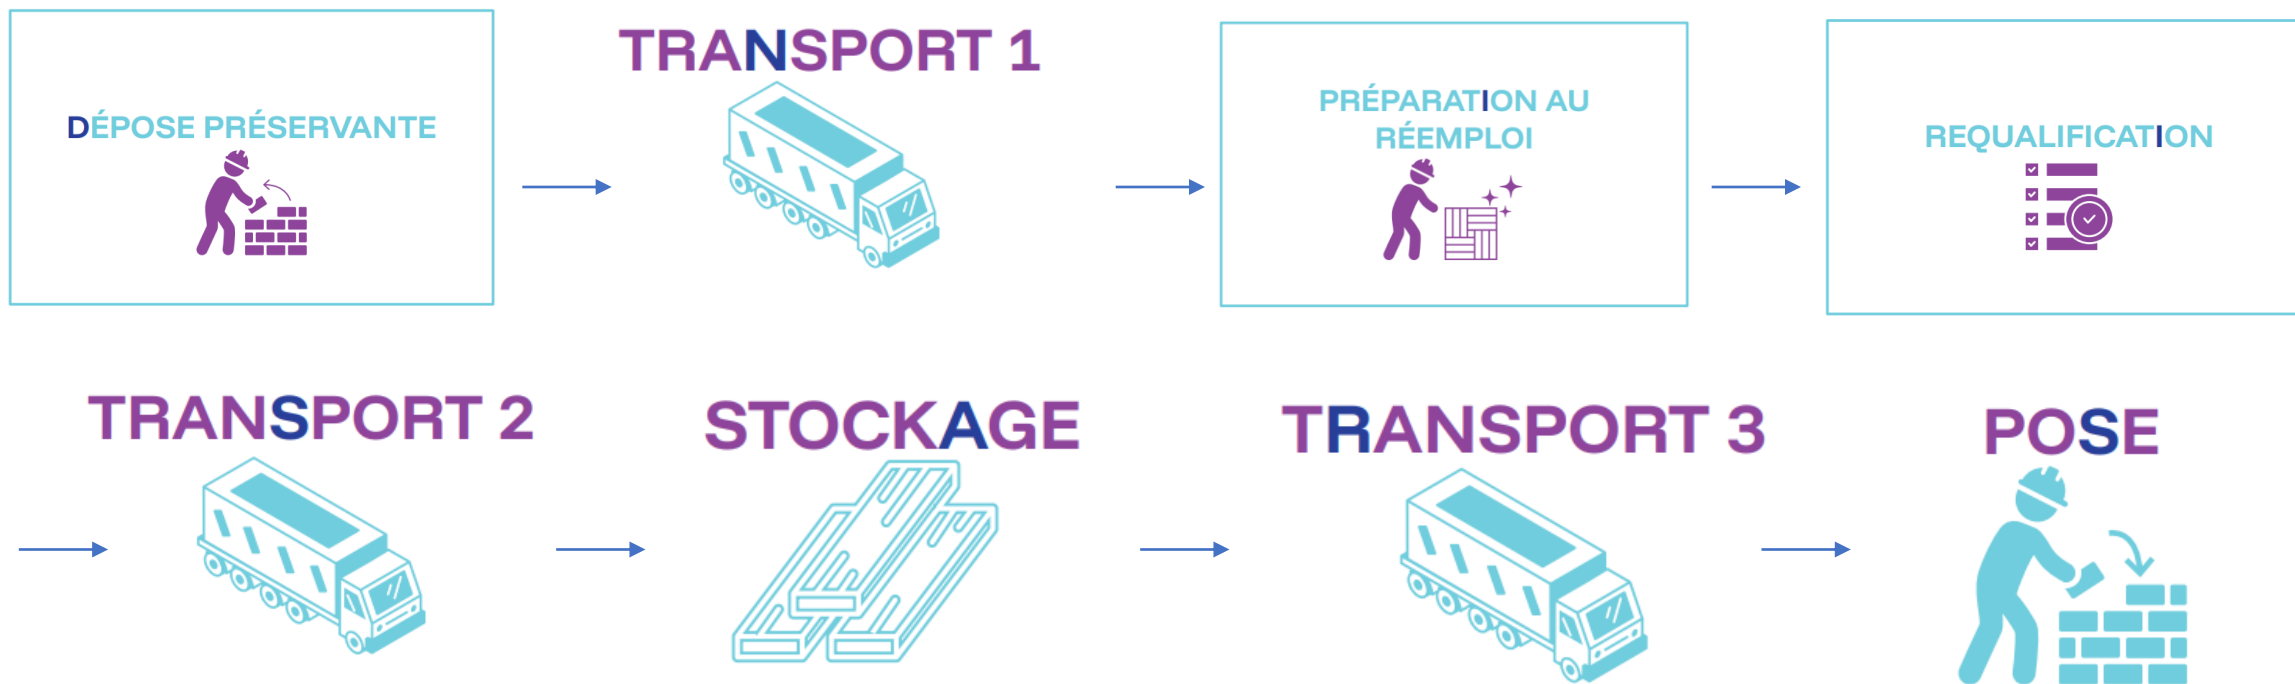 DÉPOSE PRÉSERVANTE
TRANSPORT 1
PRÉPARATION AU
RÉEMPLOI
REQUALIFICATION
TRANSPORT 2
STOCKAGE
TRANSPORT 3
POSE